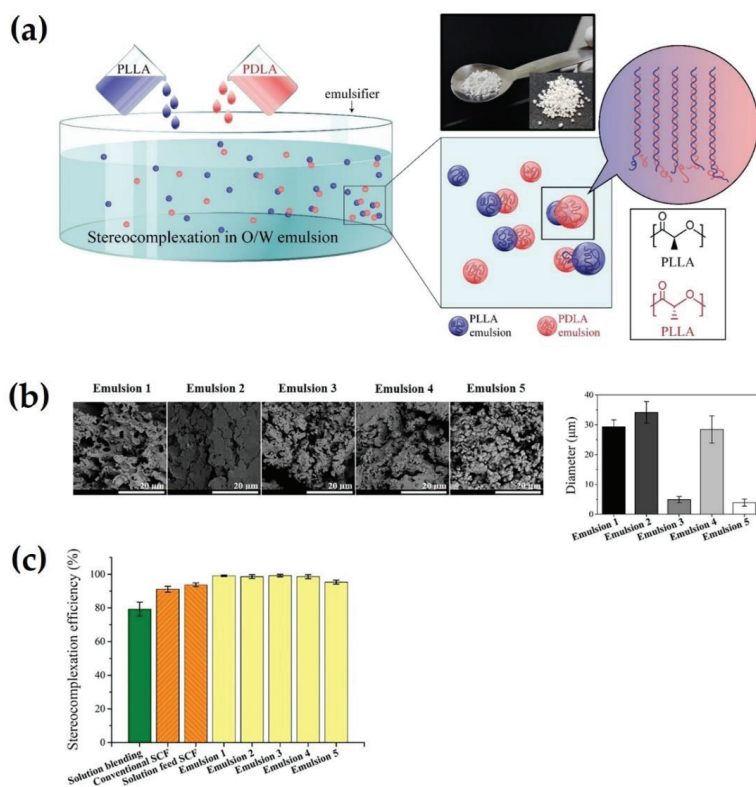 (a)
PLLA
PDLA
emulsifier
Stereocomplexation in O/W emulsion
PLLA
emulsion
PDLA
emulsion
O
O
PLLA
O
O
PLLA
(b)
Emulsion 1
Emulsion 2
Emulsion 3
Emulsion 4
Emulsion 5
20 μm
20 μm
20 μm
20 μm
20 μm
Diameter (μm)
40
30
20
10
0
Emulsion 1
Emulsion 2
Emulsion 3
Emulsion 4
Emulsion 5
(c)
Stereocomplexation efficiency (%)
100
80
60
40
20
0
Solution blending
Conventional SCF
Solution feed SCF
Emulsion 1
Emulsion 2
Emulsion 3
Emulsion 4
Emulsion 5